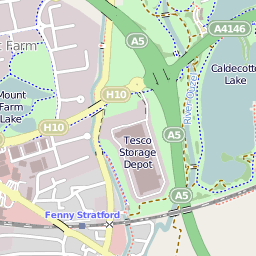 A5
A4146
t Farm
Caldecotte
Lake
River Ouzel
Mount
Farm
Lake
H10
H10
A5
Tesco
Storage
Depot
A5
Fenny Stratford